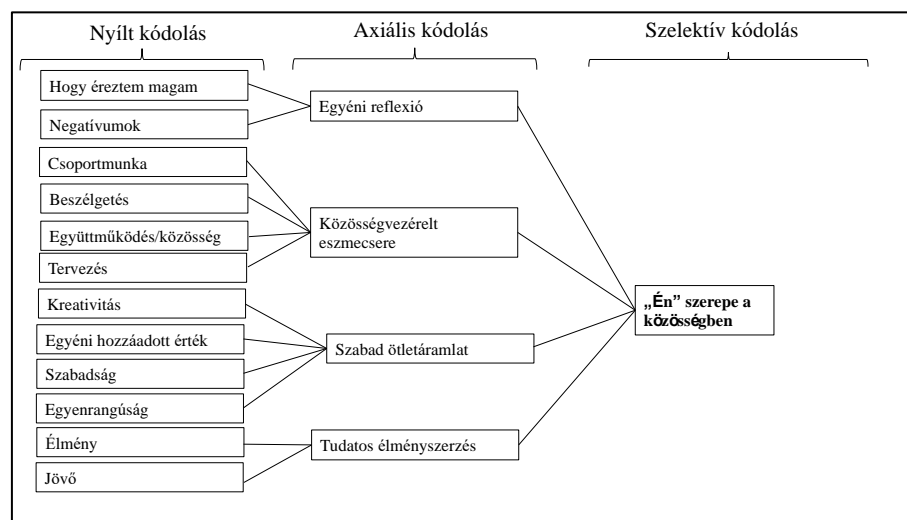 Nyílt kódolás
Axiális kódolás
Szelektív kódolás
Hogy éreztem magam
Negatívumok
Csoportmunka
Beszélgetés
Együttműködés/közösség
Tervezés
Kreativitás
Egyéni hozzáadott érték
Szabadság
Egyenrangúság
Élmény
Jövő
Egyéni reflexió
Közösségvezérelt
eszmecsere
Szabad ötletáramlat
Tudatos élményszerzés
„Én” szerepe a
közösségben